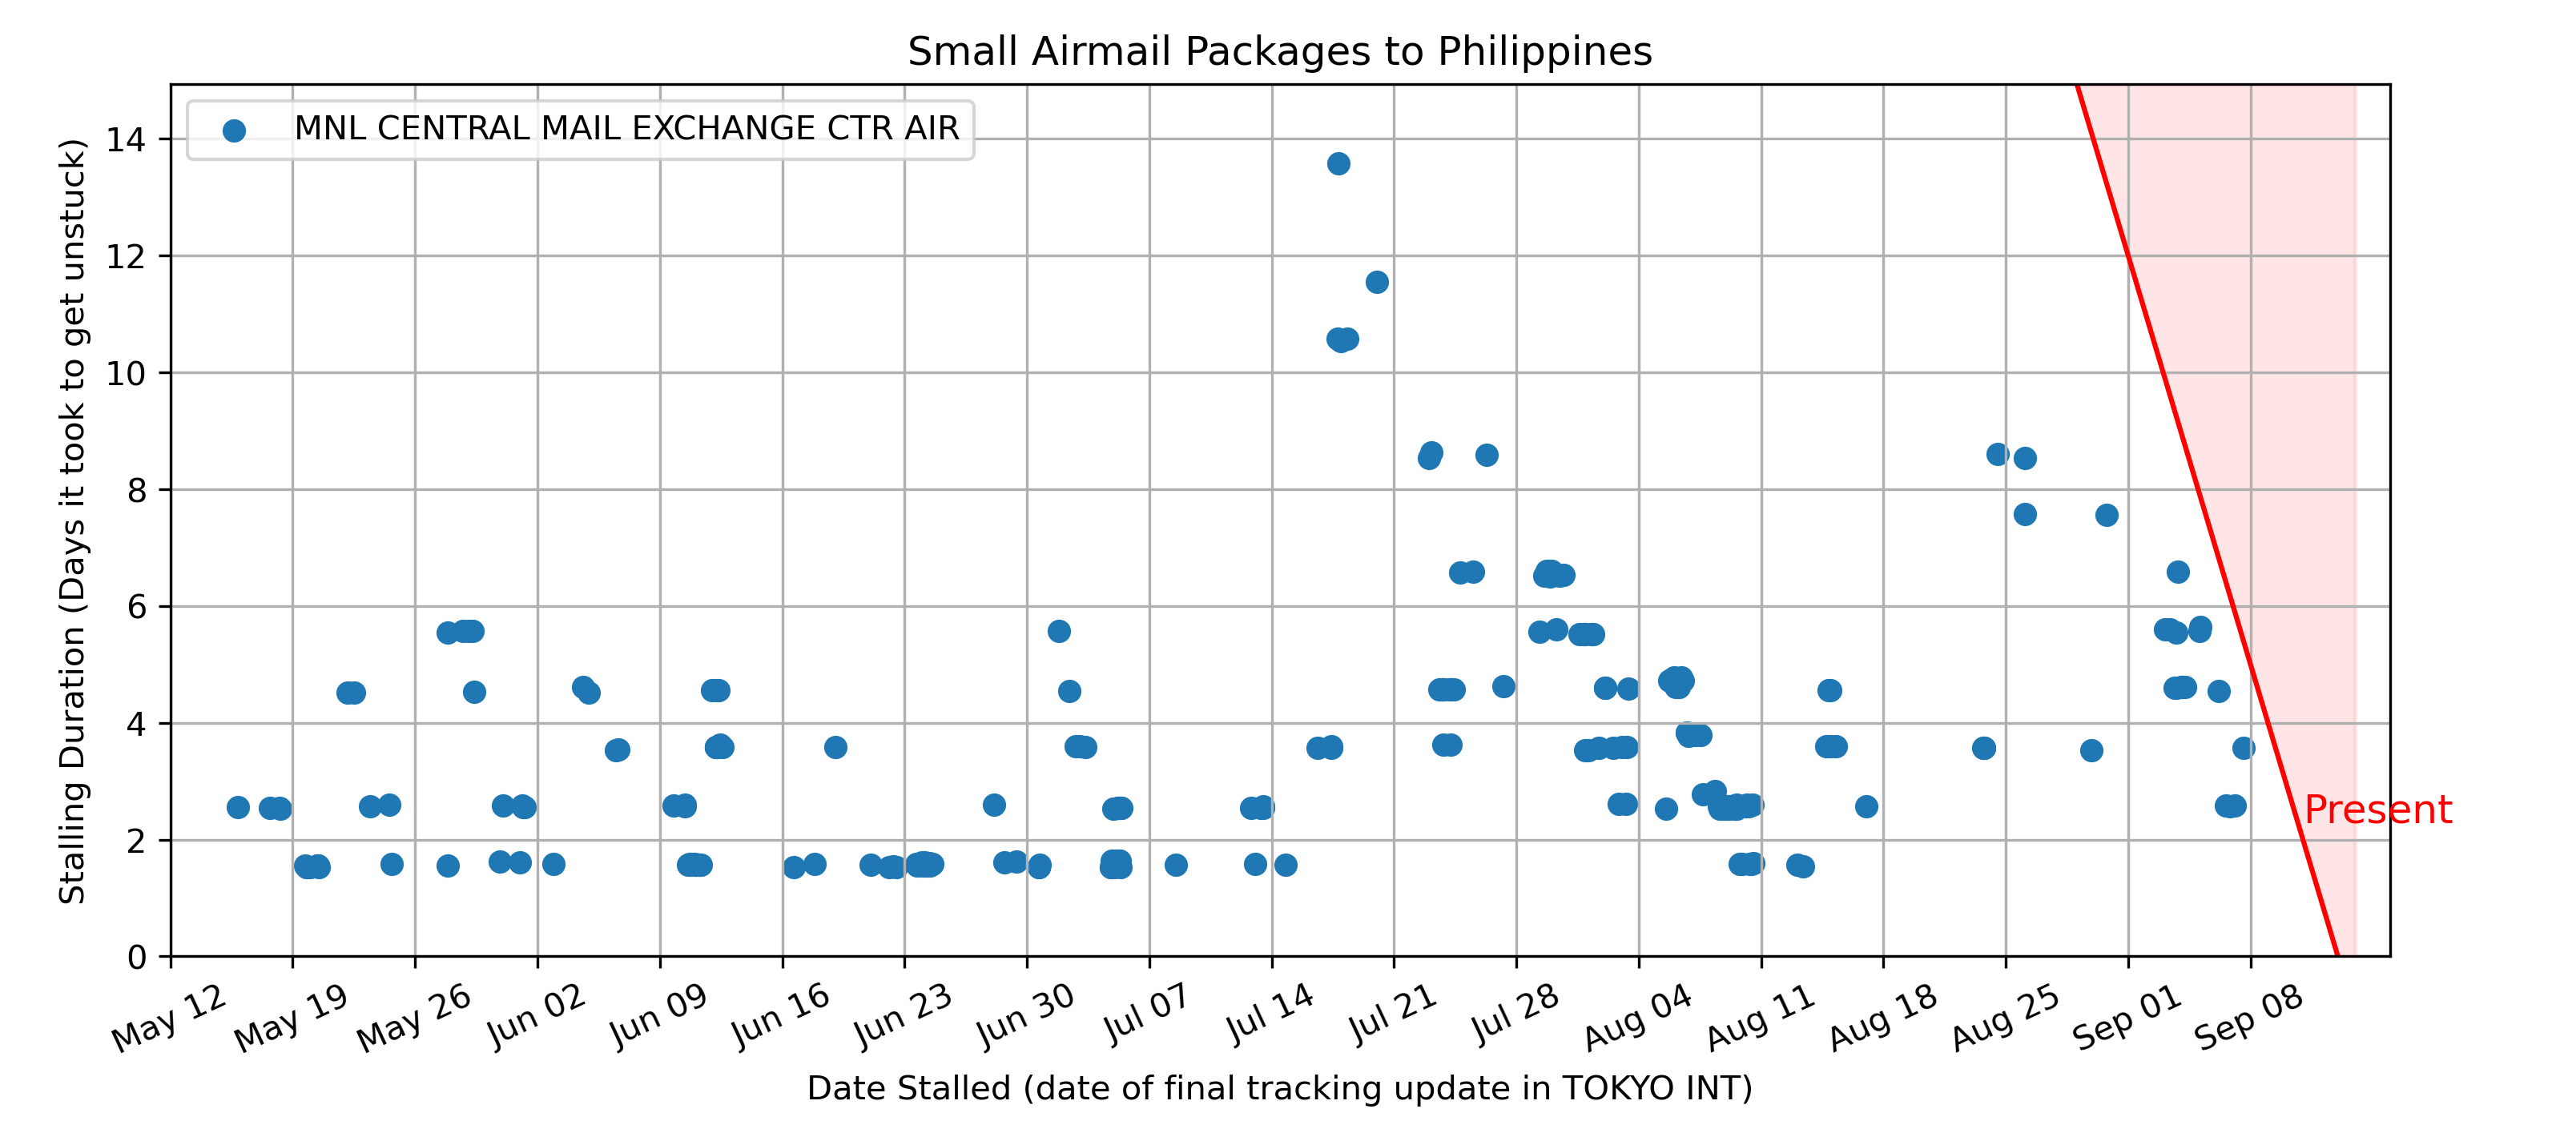 Small Airmail Packages to Philippines
MNL CENTRAL MAIL EXCHANGE CTR AIR
Stalling Duration (Days it took to get unstuck)
14
12
10
8
6
4
2
0
Present
May 12
May 19
May 26
Jun 02
Jun 09
Jun 16
Jun 23
Jun 30
Jul 07
Jul 14
Jul 21
Jul 28
Aug 04
Aug 11
Aug 18
Aug 25
Sep 01
Sep 08
Date Stalled (date of final tracking update in TOKYO INT)